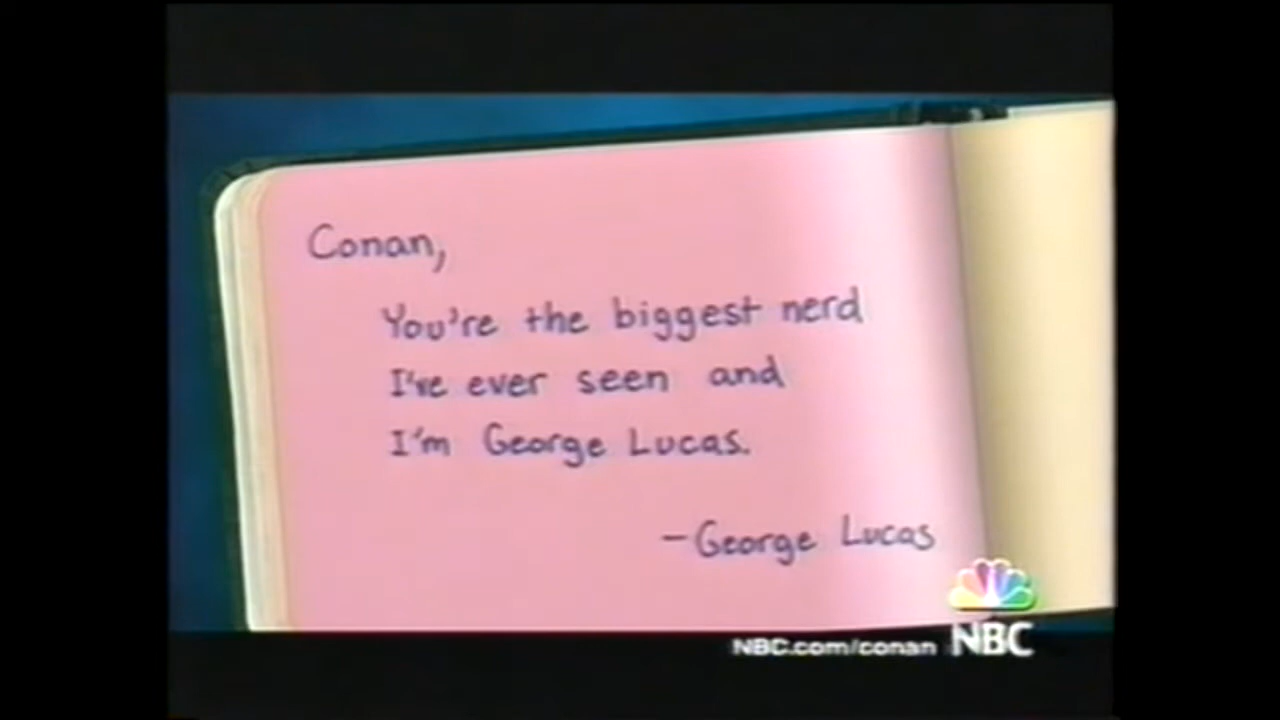 Conan,
You're the biggest nerd
I've ever seen and
I'm George Lucas.
-George Lucas
NBC.com/conan NBC